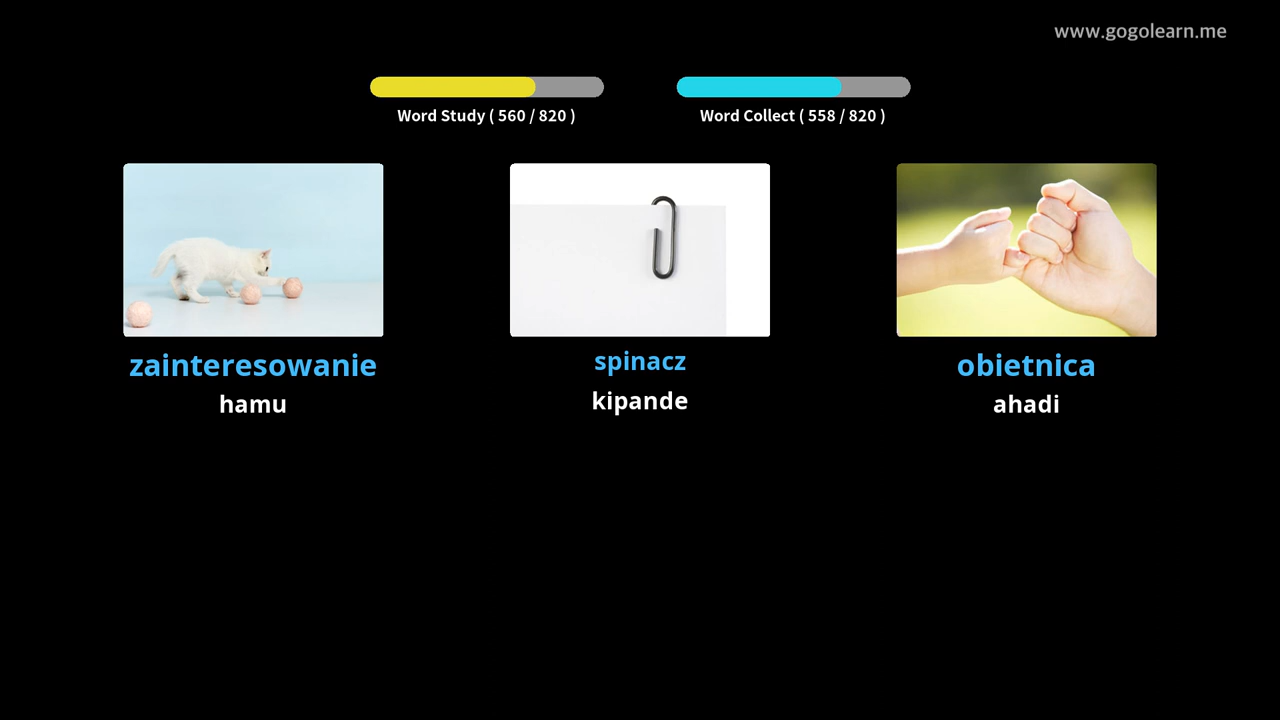 www.gogolearn.me
Word Study ( 560 / 820 )
Word Collect ( 558 / 820 )
zainteresowanie
hamu
spinacz
kipande
obietnica
ahadi